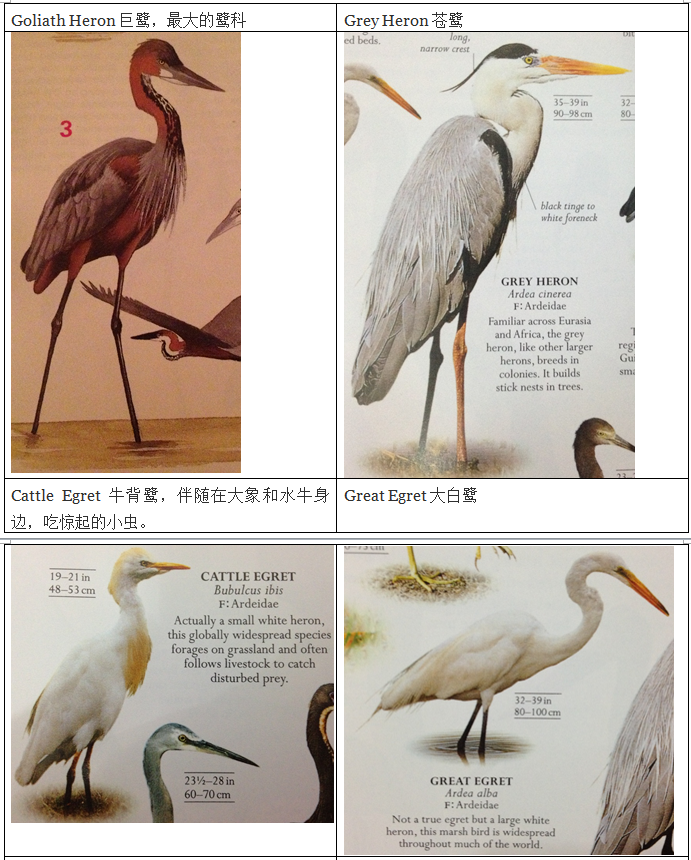 Goliath Heron 巨鹭，最大的鹭科
Grey Heron 苍鹭
3
ed beds.
long,
narrow crest
35–39 in
90–98 cm
32–
80–
black tinge to
white foreneck
GREY HERON
Ardea cinerea
F: Ardeidae
Familiar across Eurasia
and Africa, the grey
heron, like other larger
herons, breeds in
colonies. It builds
stick nests in trees.
T
regi
Gui
sma
Cattle Egret 牛背鹭，伴随在大象和水牛身
边，吃惊起的小虫。
Great Egret 大白鹭
19–21 in
48–53 cm
CATTLE EGRET
Bubulcus ibis
F: Ardeidae
Actually a small white heron,
this globally widespread species
forages on grassland and often
follows livestock to catch
disturbed prey.
23½–28 in
60–70 cm
32–39 in
80–100 cm
GREAT EGRET
Ardea alba
F: Ardeidae
Not a true egret but a large white
heron, this marsh bird is widespread
throughout much of the world.